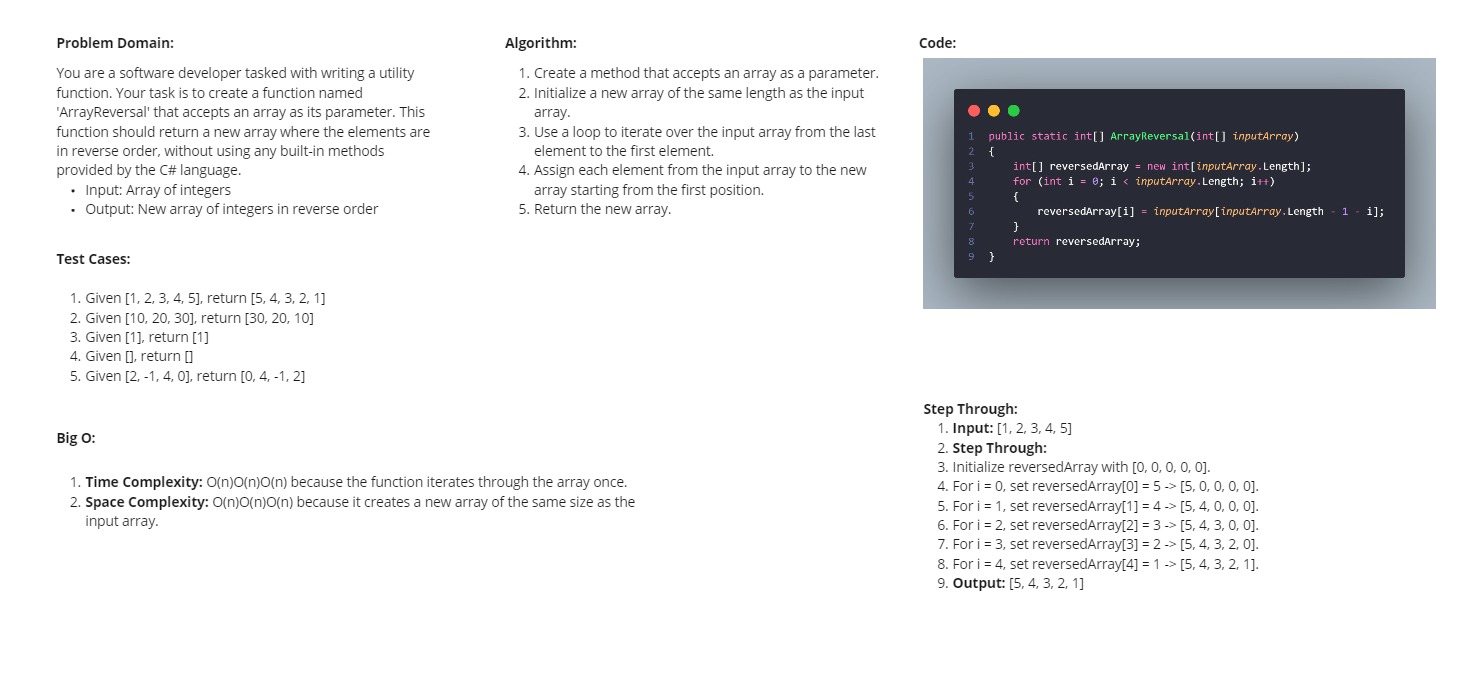 Problem Domain:
You are a software developer tasked with writing a utility
function. Your task is to create a function named
'ArrayReversal' that accepts an array as its parameter. This
function should return a new array where the elements are
in reverse order, without using any built-in methods
provided by the C# language.
• Input: Array of integers
• Output: New array of integers in reverse order
Test Cases:
1. Given [1, 2, 3, 4, 5], return [5, 4, 3, 2, 1]
2. Given [10, 20, 30], return [30, 20, 10]
3. Given [1], return [1]
4. Given [], return []
5. Given [2, -1, 4, 0], return [0, 4, -1, 2]
Big O:
1. Time Complexity: O(n)O(n)O(n) because the function iterates through the array once.
2. Space Complexity: O(n)O(n)O(n) because it creates a new array of the same size as the
input array.
Algorithm:
1. Create a method that accepts an array as a parameter.
2. Initialize a new array of the same length as the input
array.
3. Use a loop to iterate over the input array from the last
element to the first element.
4. Assign each element from the input array to the new
array starting from the first position.
5. Return the new array.
Code:
1 public static int[] ArrayReversal(int[] inputArray)
2 {
3 int[] reversedArray = new int[inputArray.Length];
4 for (int i = 0; i < inputArray.Length; i++)
5 {
6 reversedArray[i] = inputArray[inputArray.Length - 1 - i];
7 }
8 return reversedArray;
9 }
Step Through:
1. Input: [1, 2, 3, 4, 5]
2. Step Through:
3. Initialize reversedArray with [0, 0, 0, 0, 0].
4. For i = 0, set reversedArray[0] = 5 -> [5, 0, 0, 0, 0].
5. For i = 1, set reversedArray[1] = 4 -> [5, 4, 0, 0, 0].
6. For i = 2, set reversedArray[2] = 3 -> [5, 4, 3, 0, 0].
7. For i = 3, set reversedArray[3] = 2 -> [5, 4, 3, 2, 0].
8. For i = 4, set reversedArray[4] = 1 -> [5, 4, 3, 2, 1].
9. Output: [5, 4, 3, 2, 1]